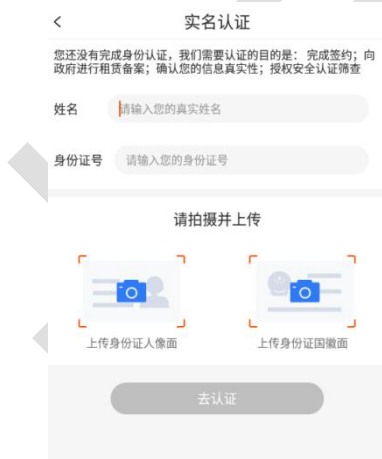 实名认证
您还没有完成身份认证，我们需要认证的目的是： 完成签约；向
政府进行租赁备案；确认您的信息真实性；授权安全认证筛查
姓名 请输入您的真实姓名
身份证号 请输入您的身份证号
请拍摄并上传
上传身份证人像面 上传身份证国徽面
去认证